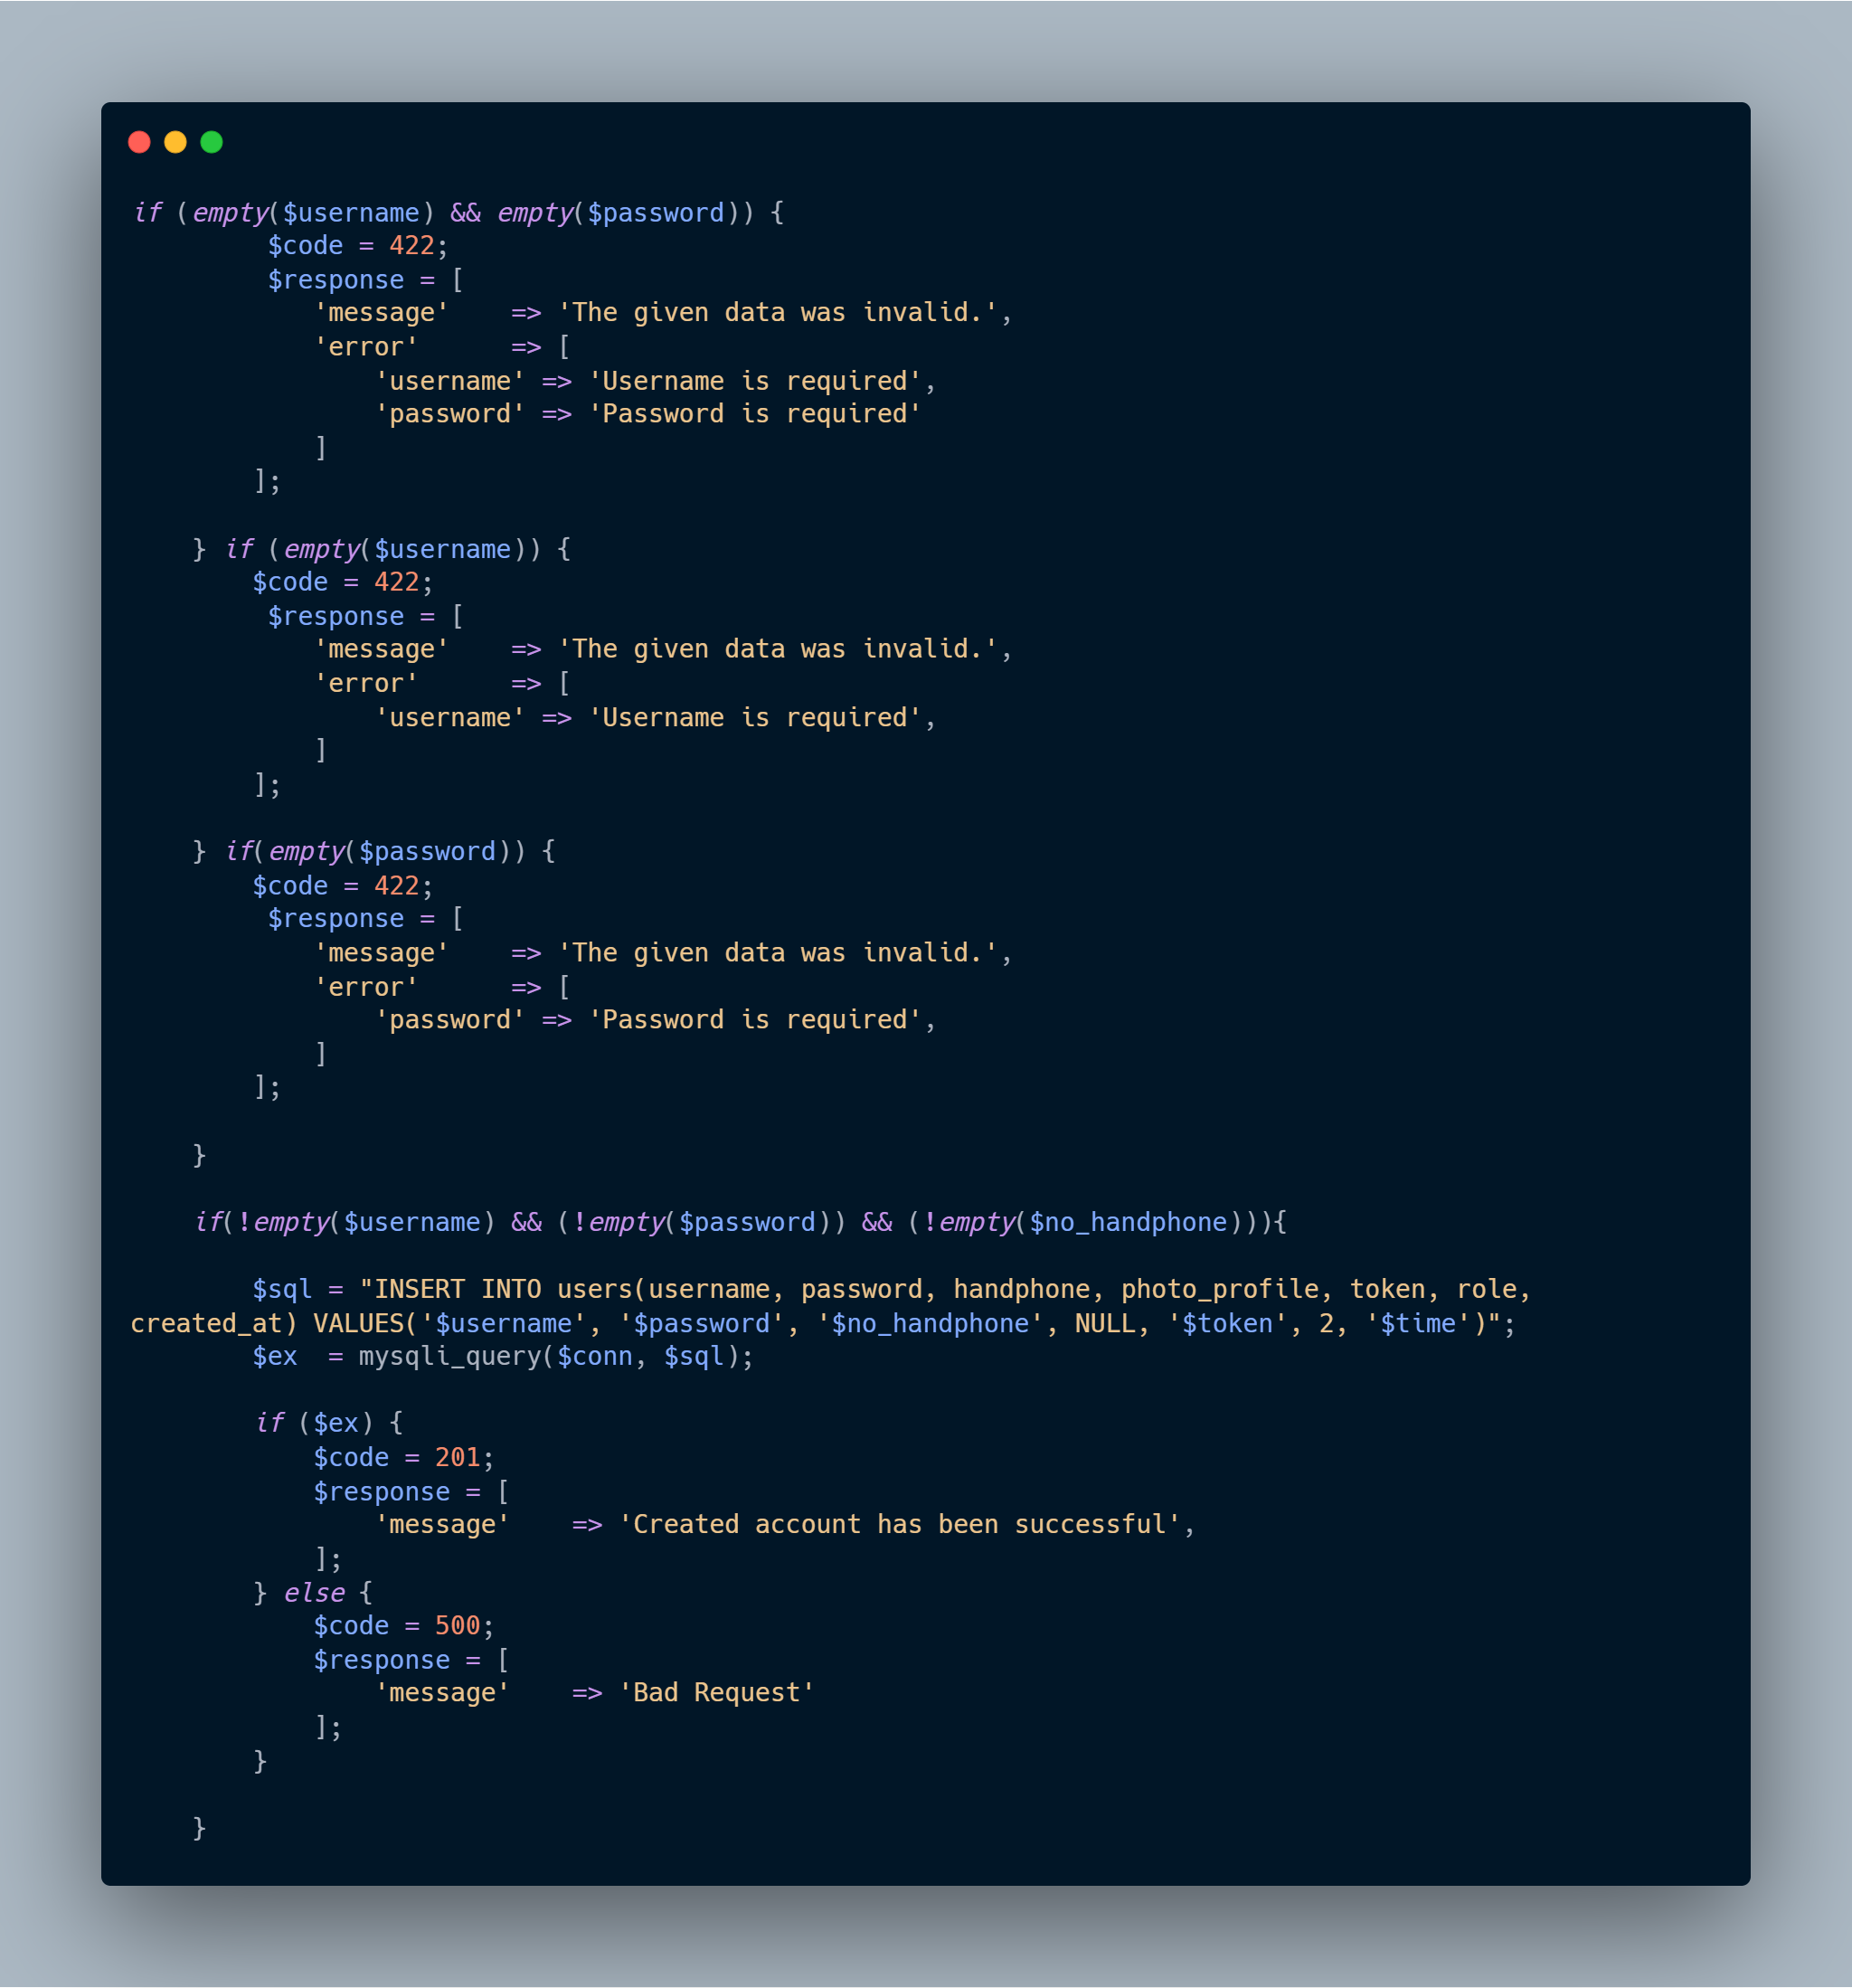 if (empty($username) && empty($password)) {
         $code = 422;
         $response = [
            'message'    => 'The given data was invalid.',
            'error'      => [
                'username' => 'Username is required',
                'password' => 'Password is required'
            ]
        ];

    } if (empty($username)) {
        $code = 422;
         $response = [
            'message'    => 'The given data was invalid.',
            'error'      => [
                'username' => 'Username is required',
            ]
        ];

    } if(empty($password)) {
        $code = 422;
         $response = [
            'message'    => 'The given data was invalid.',
            'error'      => [
                'password' => 'Password is required',
            ]
        ];

    }

    if(!empty($username) && (!empty($password)) && (!empty($no_handphone))){

        $sql = "INSERT INTO users(username, password, handphone, photo_profile, token, role,
created_at) VALUES('$username', '$password', '$no_handphone', NULL, '$token', 2, '$time')";
        $ex  = mysqli_query($conn, $sql);

        if ($ex) {
            $code = 201;
            $response = [
                'message'    => 'Created account has been successful',
            ];
        } else {
            $code = 500;
            $response = [
                'message'    => 'Bad Request'
            ];
        }

    }